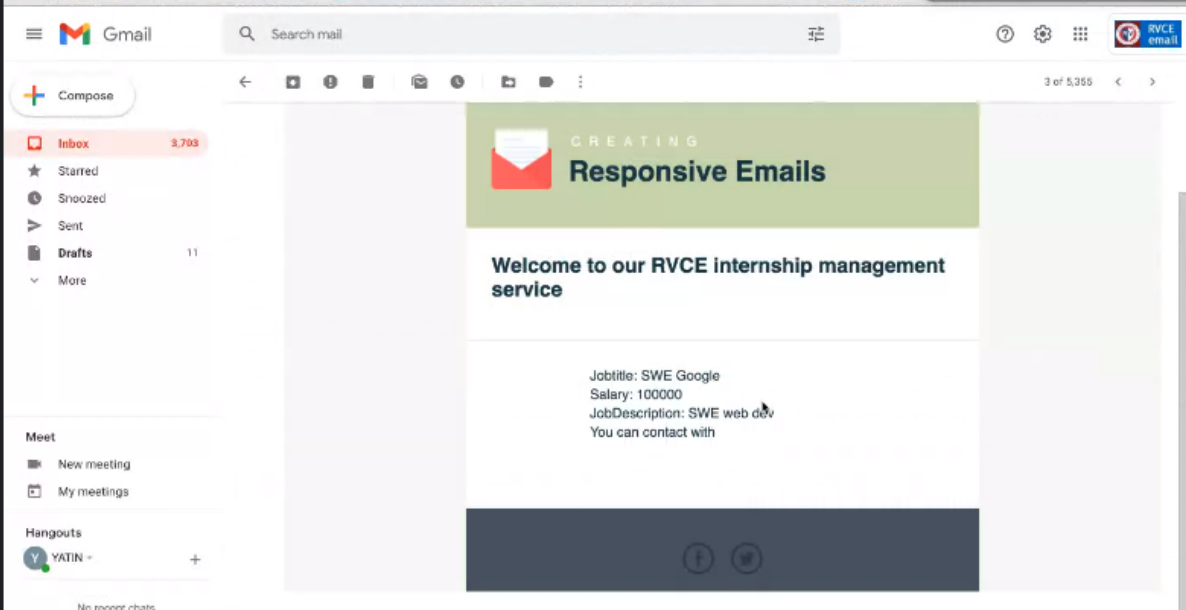 Gmail
Search mail
RVCE
email
Compose
3 of 5,355
Inbox 3,703
Starred
Snoozed
Sent
Drafts 11
More
CREATING
Responsive Emails
Welcome to our RVCE internship management
service
Jobtitle: SWE Google
Salary: 100000
JobDescription: SWE web dev
You can contact with
Meet
New meeting
My meetings
Hangouts
Y YATIN
No recent chats